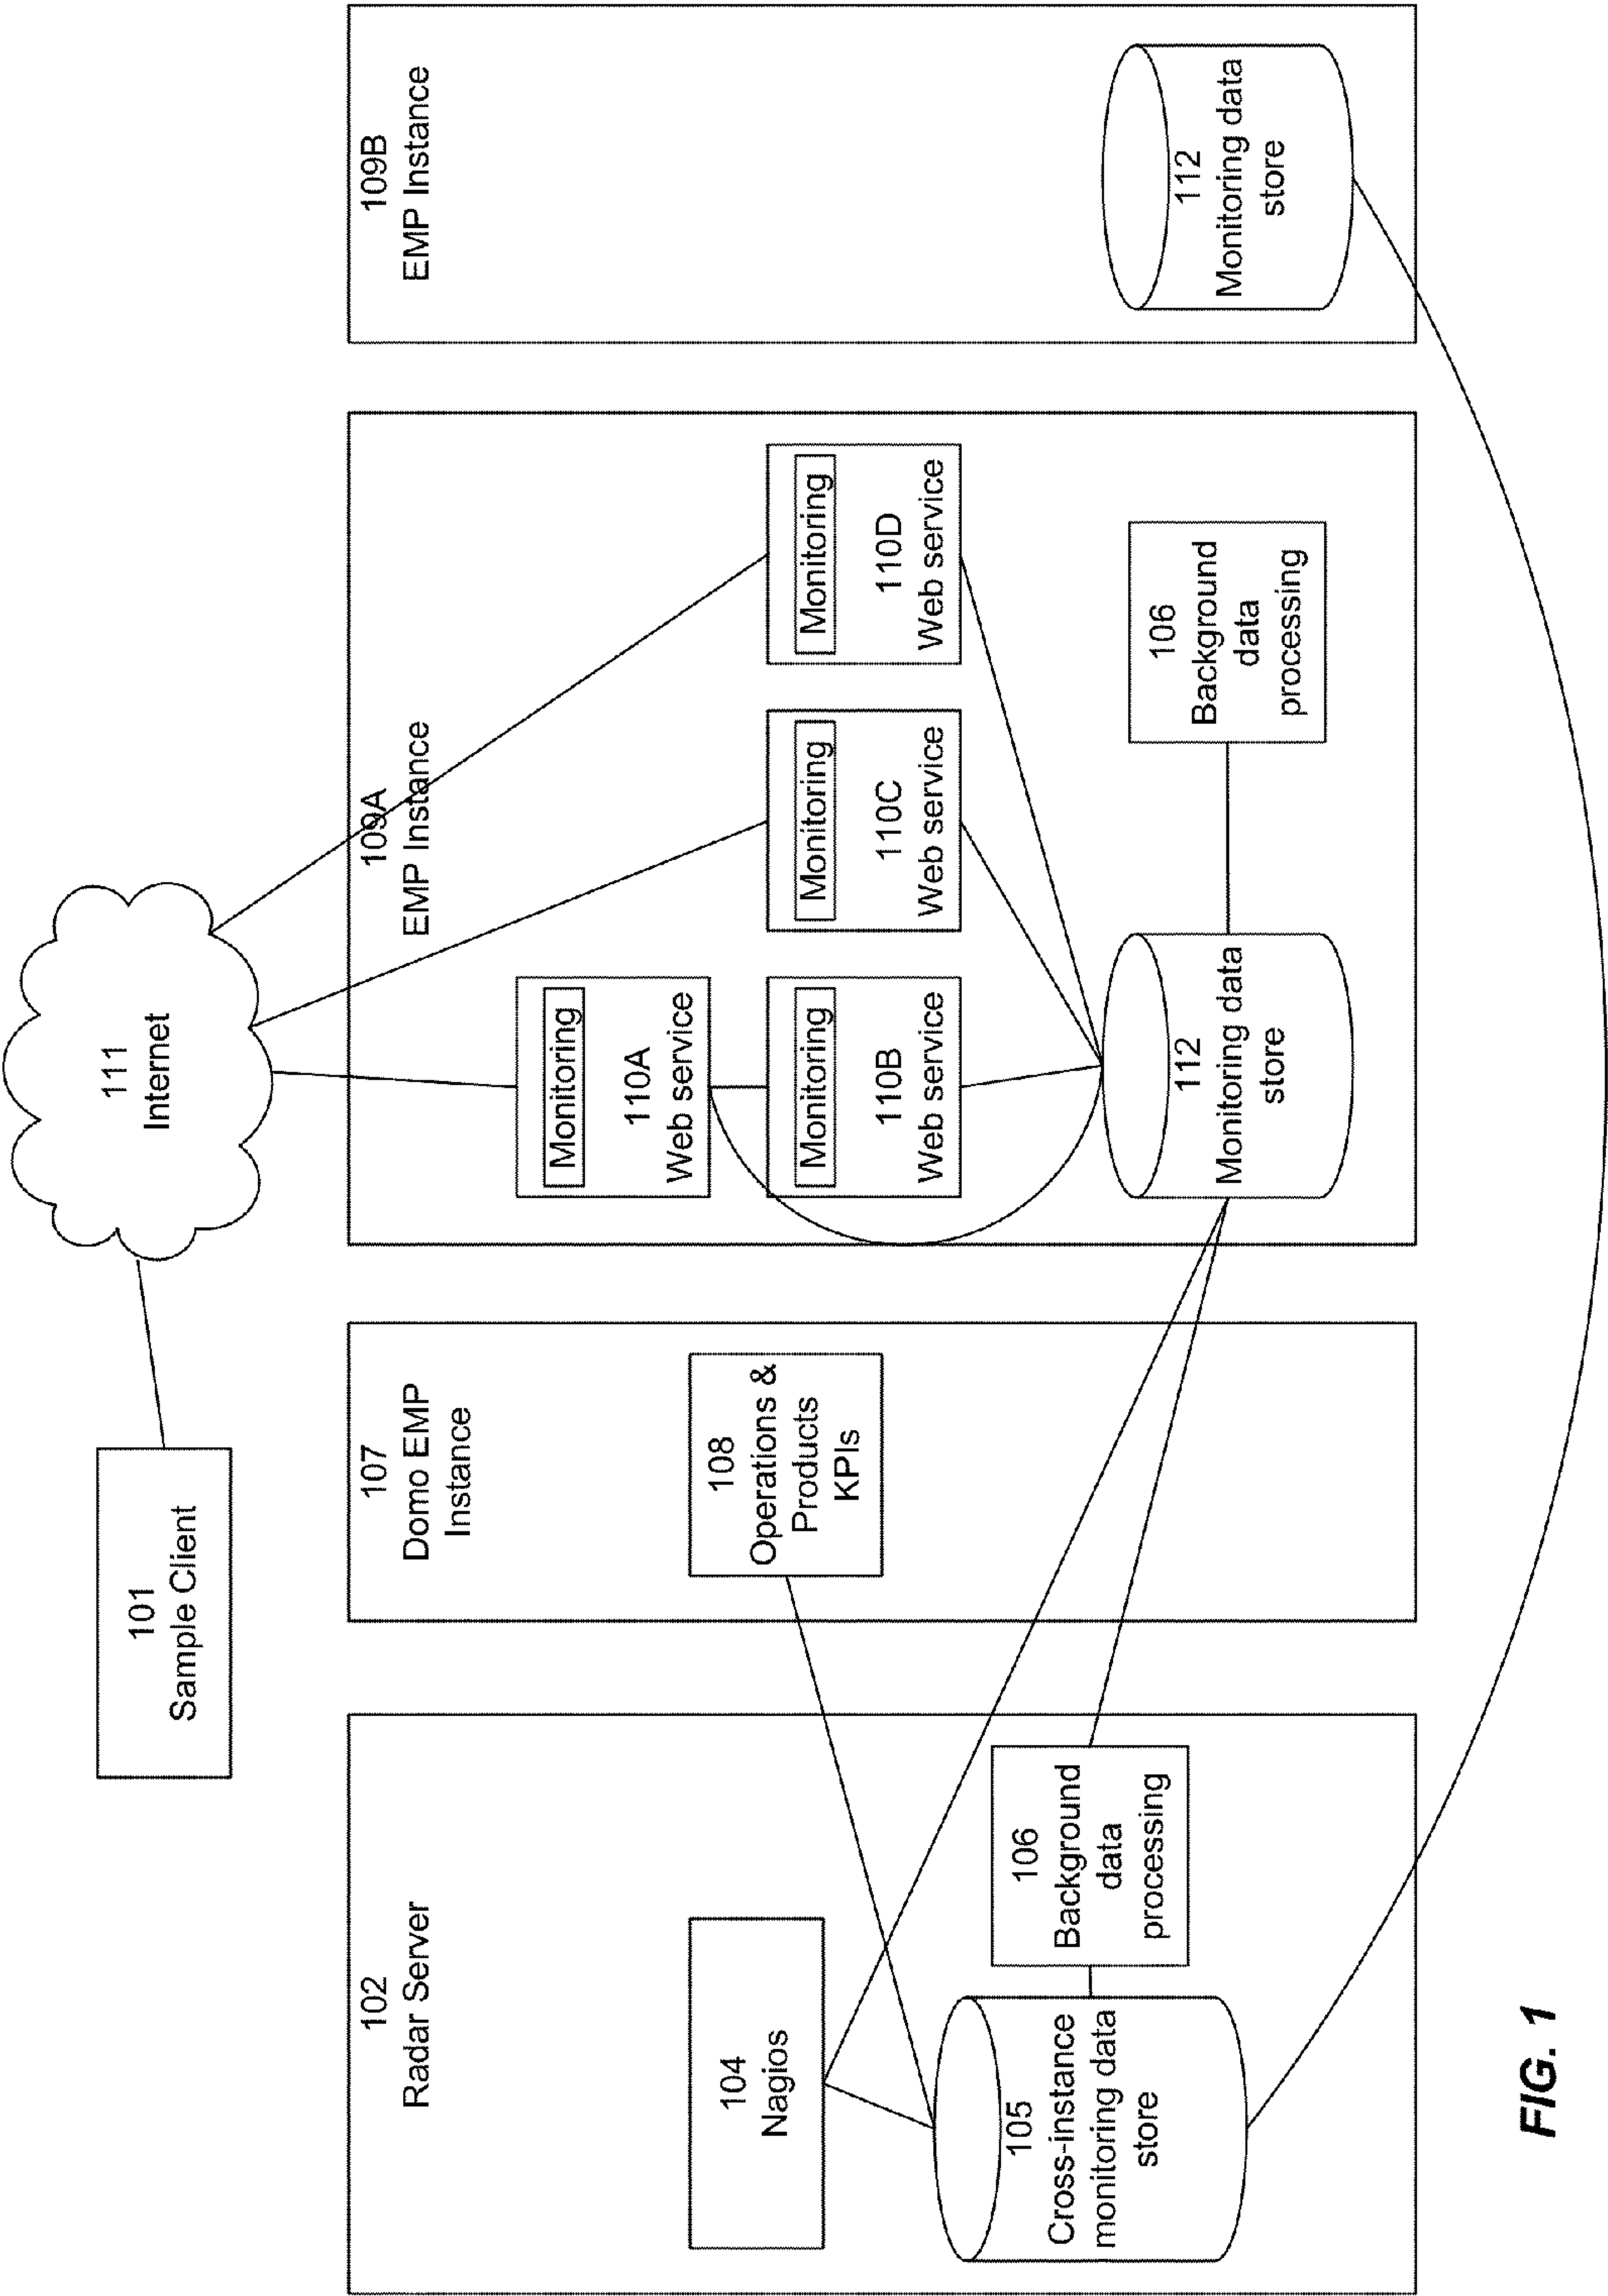 101
Sample Client
111
Internet
102
Radar Server
104
Nagios
105
Cross-instance
monitoring data
store
106
Background
data
processing
107
Domo EMP
Instance
108
Operations &
Products
KPIs
109A
EMP Instance
Monitoring
110A
Web service
Monitoring
110B
Web service
Monitoring
110C
Web service
Monitoring
110D
Web service
112
Monitoring data
store
106
Background
data
processing
109B
EMP Instance
112
Monitoring data
store
FIG. 1